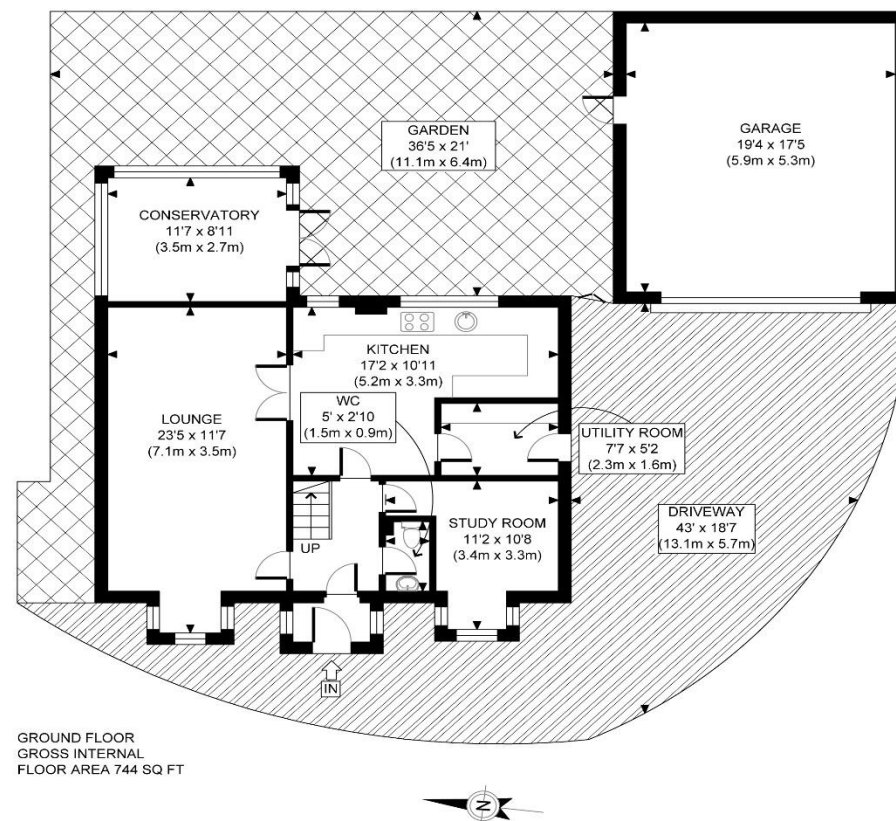 GARDEN
36'5 x 21'
(11.1m x 6.4m)
GARAGE
19'4 x 17'5
(5.9m x 5.3m)
CONSERVATORY
11'7 x 8'11
(3.5m x 2.7m)
KITCHEN
17'2 x 10'11
(5.2m x 3.3m)
WC
5' x 2'10
(1.5m x 0.9m)
LOUNGE
23'5 x 11'7
(7.1m x 3.5m)
UTILITY ROOM
7'7 x 5'2
(2.3m x 1.6m)
STUDY ROOM
11'2 x 10'8
(3.4m x 3.3m)
DRIVEWAY
43' x 18'7
(13.1m x 5.7m)
UP
IN
GROUND FLOOR
GROSS INTERNAL
FLOOR AREA 744 SQ FT
N